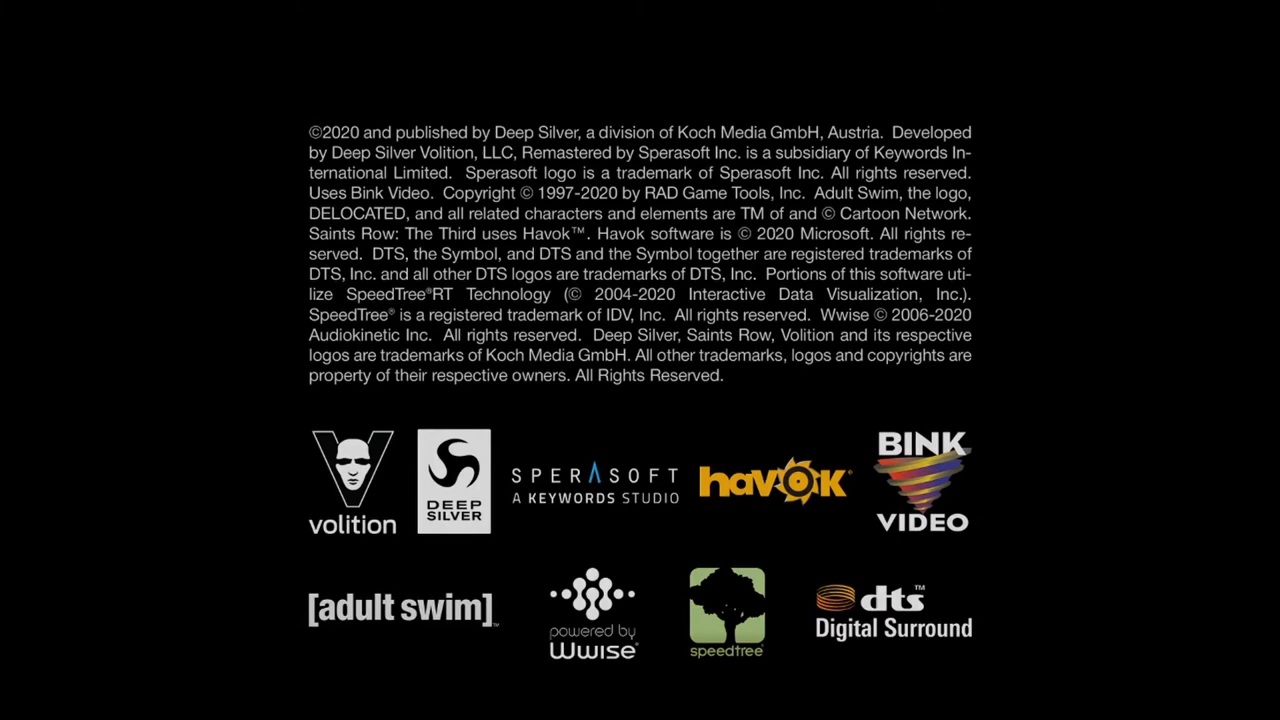 ©2020 and published by Deep Silver, a division of Koch Media GmbH, Austria. Developed
by Deep Silver Volition, LLC, Remastered by Sperasoft Inc. is a subsidiary of Keywords In-
ternational Limited. Sperasoft logo is a trademark of Sperasoft Inc. All rights reserved.
Uses Bink Video. Copyright © 1997-2020 by RAD Game Tools, Inc. Adult Swim, the logo,
DELOCATED, and all related characters and elements are TM of and © Cartoon Network.
Saints Row: The Third uses Havok™. Havok software is © 2020 Microsoft. All rights re-
served. DTS, the Symbol, and DTS and the Symbol together are registered trademarks of
DTS, Inc. and all other DTS logos are trademarks of DTS, Inc. Portions of this software uti-
lize SpeedTree®RT Technology (© 2004-2020 Interactive Data Visualization, Inc.).
SpeedTree® is a registered trademark of IDV, Inc. All rights reserved. Wwise © 2006-2020
Audiokinetic Inc. All rights reserved. Deep Silver, Saints Row, Volition and its respective
logos are trademarks of Koch Media GmbH. All other trademarks, logos and copyrights are
property of their respective owners. All Rights Reserved.
volition
DEEP
SILVER
SPERASOFT
A KEYWORDS STUDIO
havok®
BINK
VIDEO
[adult swim]™
powered by
Wwise®
speedtree®
dts™
Digital Surround